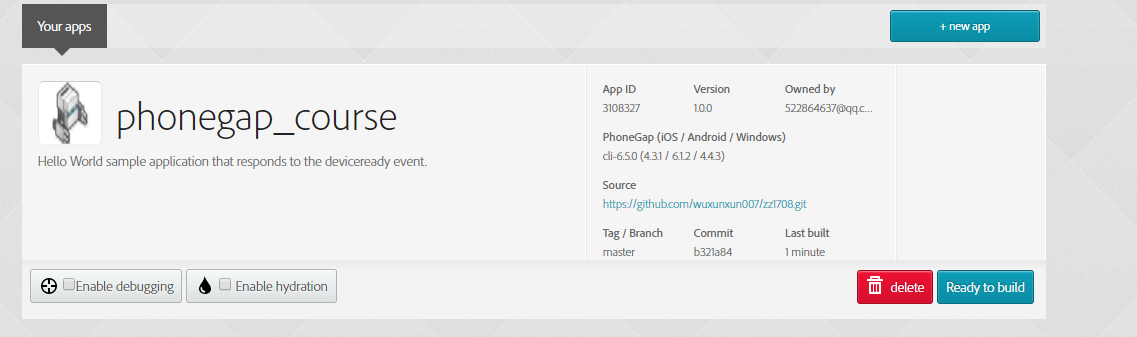 Your apps
+ new app
phonegap_course
Hello World sample application that responds to the deviceready event.
App ID Version Owned by
3108327 1.0.0 522864637@qq.c...
PhoneGap (iOS / Android / Windows)
cli-6.5.0 (4.3.1 / 6.1.2 / 4.4.3)
Source
https://github.com/wuxunxun007/zz1708.git
Tag / Branch Commit Last built
master b321a84 1 minute
Enable debugging Enable hydration delete Ready to build